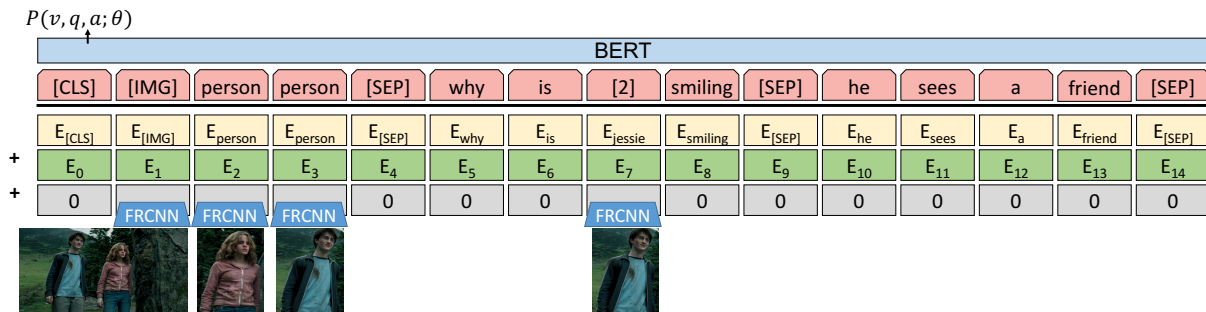 P(v, q, a; θ)
BERT
[CLS] [IMG] person person [SEP] why is [2] smiling [SEP] he sees a friend [SEP]
E[CLS] E[IMG] Eperson Eperson E[SEP] Ewhy Eis Ejessie Esmiling E[SEP] Ehe Esees Ea Efriend E[SEP]
+ E0 E1 E2 E3 E4 E5 E6 E7 E8 E9 E10 E11 E12 E13 E14
+ 0 0 0 0 0 0 0 0 0 0 0
FRCNN FRCNN FRCNN FRCNN